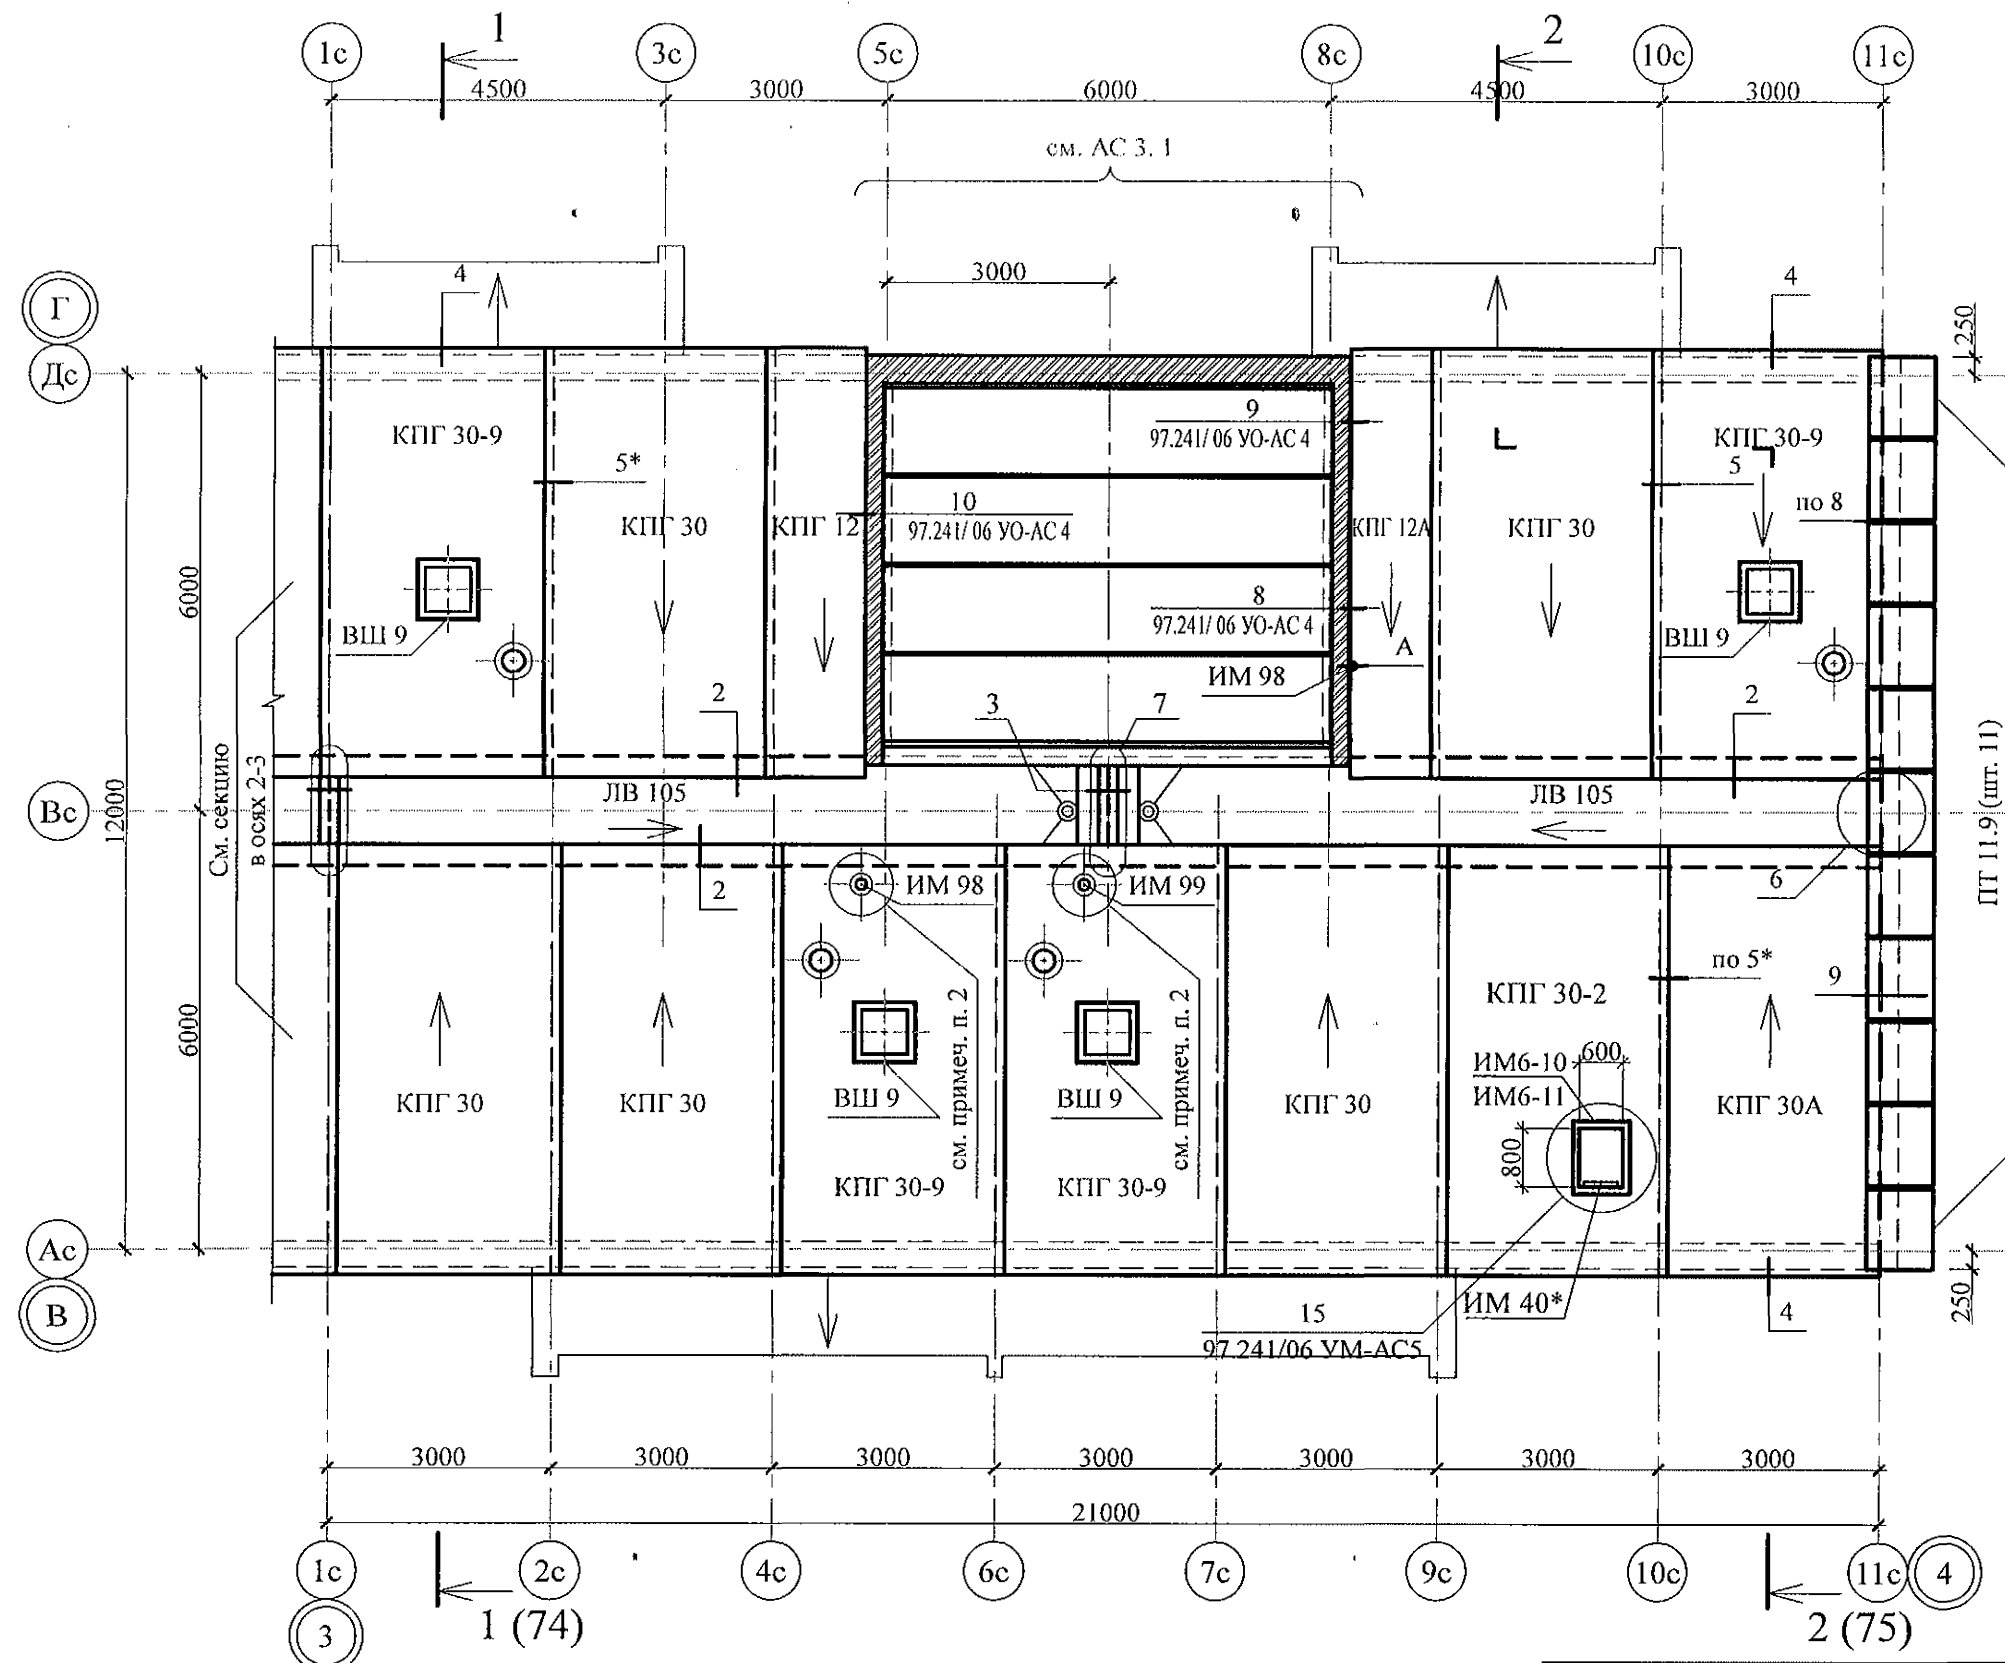 1
2
1с
3с
5с
8с
10с
11с
4500
3000
6000
4500
3000
см. АС 3. 1
3000
4
4
Г
Дс
250
КПГ 30-9
5*
КПГ 30
КПГ 12
9
97.241/ 06 УО-АС 4
10
97.241/ 06 УО-АС 4
8
97.241/ 06 УО-АС 4
А
ИМ 98
КПГ 12А
КПГ 30
КПГ 30-9
5
по 8
6000
ВШ 9
ВШ 9
2
3
7
2
См. секцию
в осях 2-3
12000
Вс
ЛВ 105
ЛВ 105
ПТ 11.9 (шт. 11)
2
ИМ 98
ИМ 99
6
по 5*
9
КПГ 30-2
6000
см. примеч. п. 2
см. примеч. п. 2
ИМ6-10
600
ИМ6-11
КПГ 30
КПГ 30
ВШ 9
ВШ 9
КПГ 30
КПГ 30А
800
КПГ 30-9
КПГ 30-9
Ас
В
15
97.241/06 УМ-АС5
ИМ 40*
4
250
3000
3000
3000
3000
3000
3000
3000
21000
1с
2с
4с
6с
7с
9с
10с
11с
4
3
1 (74)
2 (75)